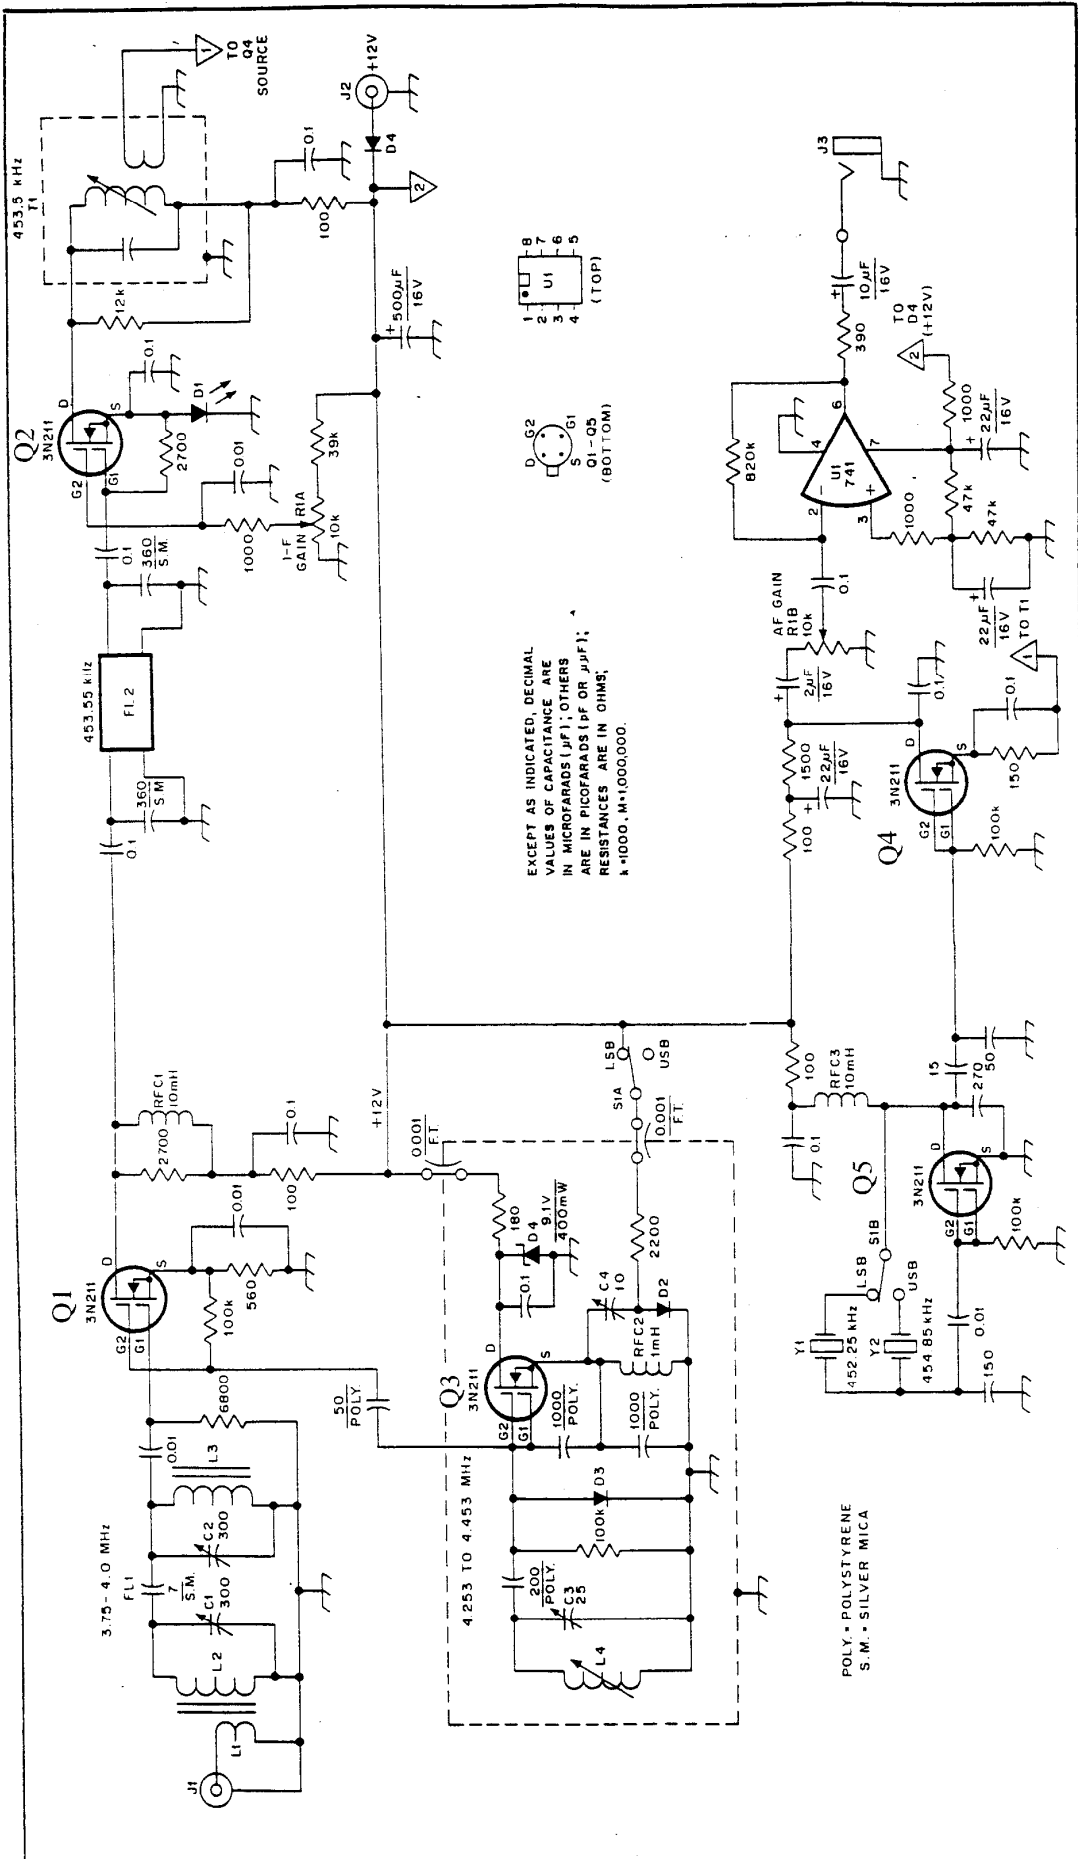 3.75-4.0 MHz
J1
L1
L2
C1
300
FL1
7
S.M.
C2
300
L3
0.01
6800
Q1
3N211
G2
G1
D
S
100k
560
0.01
2700
RFC1
10mH
100
0.1
+12V
50
POLY.
0.1
360
S.M
453.55 kHz
FL2
360
S.M.
0.1
Q2
3N211
G2
G1
D
S
2700
D1
0.1
0.01
1000
I-F
GAIN
R1A
10k
39k
12k
453.5 kHz
T1
1
TO
Q4
SOURCE
0.1
100
J2
+12V
D4
2
+
500µF
16V
4.253 TO 4.453 MHz
L4
C3
25
200
POLY.
100k
D3
1000
POLY.
1000
POLY.
Q3
3N211
G2
G1
D
S
RFC2
1mH
C4
10
D2
0.1
D4
9.1V
400mW
180
2200
0.001
F.T.
0.001
F.T.
S1A
LSB
USB
EXCEPT AS INDICATED, DECIMAL
VALUES OF CAPACITANCE ARE
IN MICROFARADS (µF); OTHERS
ARE IN PICOFARADS (pF OR µµF);
RESISTANCES ARE IN OHMS;
k=1000, M=1,000,000.
D
G2
S
G1
Q1-Q5
(BOTTOM)
1
2
3
4
U1
8
7
6
5
(TOP)
POLY. = POLYSTYRENE
S.M. = SILVER MICA
Y1
452.25 kHz
Y2
454.85 kHz
LSB
USB
S1B
150
0.01
Q5
3N211
G2
G1
D
S
100k
0.1
RFC3
10mH
100
15
270
50
Q4
3N211
G2
G1
D
S
100k
150
0.1
1
TO T1
100
+
22µF
16V
1500
0.1
+
2µF
16V
AF GAIN
R1B
10k
0.1
2
3
-
+
U1
741
4
6
7
820k
1000
47k
47k
+
22µF
16V
1000
+
22µF
16V
2
TO
D4
(+12V)
390
+
10µF
16V
J3